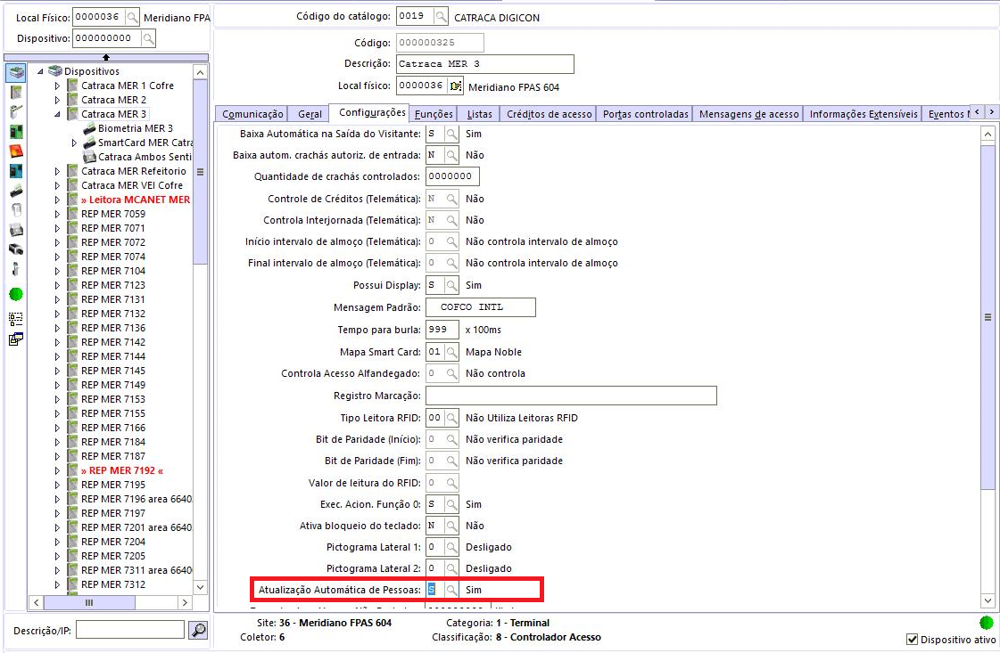 Local Físico: 0000036 Meridiano FPA
Dispositivo: 000000000
Dispositivos
Catraca MER 1 Cofre
Catraca MER 2
Catraca MER 3
Biometria MER 3
SmartCard MER Catra
Catraca Ambos Senti
Catraca MER Refeitorio
Catraca MER VEI Cofre
» Leitora MCANET MER
REP MER 7059
REP MER 7071
REP MER 7072
REP MER 7074
REP MER 7104
REP MER 7123
REP MER 7131
REP MER 7132
REP MER 7136
REP MER 7142
REP MER 7144
REP MER 7145
REP MER 7149
REP MER 7153
REP MER 7155
REP MER 7166
REP MER 7184
REP MER 7187
» REP MER 7192 «
REP MER 7195
REP MER 7196 area 6640
REP MER 7197
REP MER 7201 area 6640
REP MER 7204
REP MER 7205
REP MER 7311 area 6640
REP MER 7312
Descrição/IP:
Código do catálogo: 0019 CATRACA DIGICON
Código: 000000325
Descrição: Catraca MER 3
Local físico: 0000036 Meridiano FPAS 604
Comunicação Geral Configurações Funções Listas Créditos de acesso Portas controladas Mensagens de acesso Informações Extensíveis Eventos
Baixa Automática na Saída do Visitante: S Sim
Baixa autom. crachás autoriz. de entrada: N Não
Quantidade de crachás controlados: 0000000
Controle de Créditos (Telemática): N Não
Controla Interjornada (Telemática): N Não
Início intervalo de almoço (Telemática): 0 Não controla intervalo de almoço
Final intervalo de almoço (Telemática): 0 Não controla intervalo de almoço
Possui Display: S Sim
Mensagem Padrão: COFCO INTL
Tempo para burla: 999 x 100ms
Mapa Smart Card: 01 Mapa Noble
Controla Acesso Alfandegado: 0 Não controla
Registro Marcação:
Tipo Leitora RFID: 00 Não Utiliza Leitoras RFID
Bit de Paridade (Início): 0 Não verifica paridade
Bit de Paridade (Fim): 0 Não verifica paridade
Valor de leitura do RFID: 0
Exec. Acion. Função 0: S Sim
Ativa bloqueio do teclado: N Não
Pictograma Lateral 1: 0 Desligado
Pictograma Lateral 2: 0 Desligado
Atualização Automática de Pessoas: S Sim
Site: 36 - Meridiano FPAS 604 Categoria: 1 - Terminal
Coletor: 6 Classificação: 8 - Controlador Acesso Dispositivo ativo